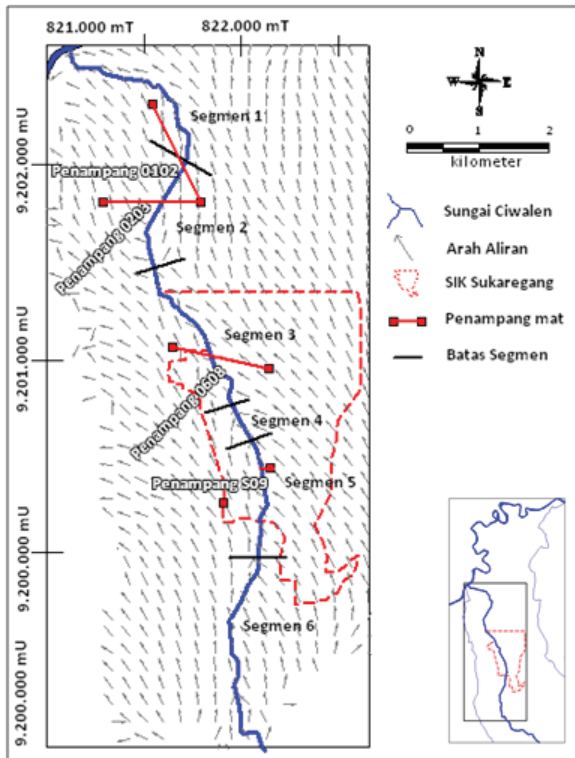 821.000 mT
822.000 mT
9.202.000 mU
9.201.000 mU
9.200.000 mU
9.200.000 mU
Segmen 1
Penampang 0102
Penampang 0203
Segmen 2
Segmen 3
Penampang 0608
Segmen 4
Penampang S09
Segmen 5
Segmen 6
N
W
E
S
0
1
2
kilometer
Sungai Ciwalen
Arah Aliran
SIK Sukaregang
Penampang mat
Batas Segmen